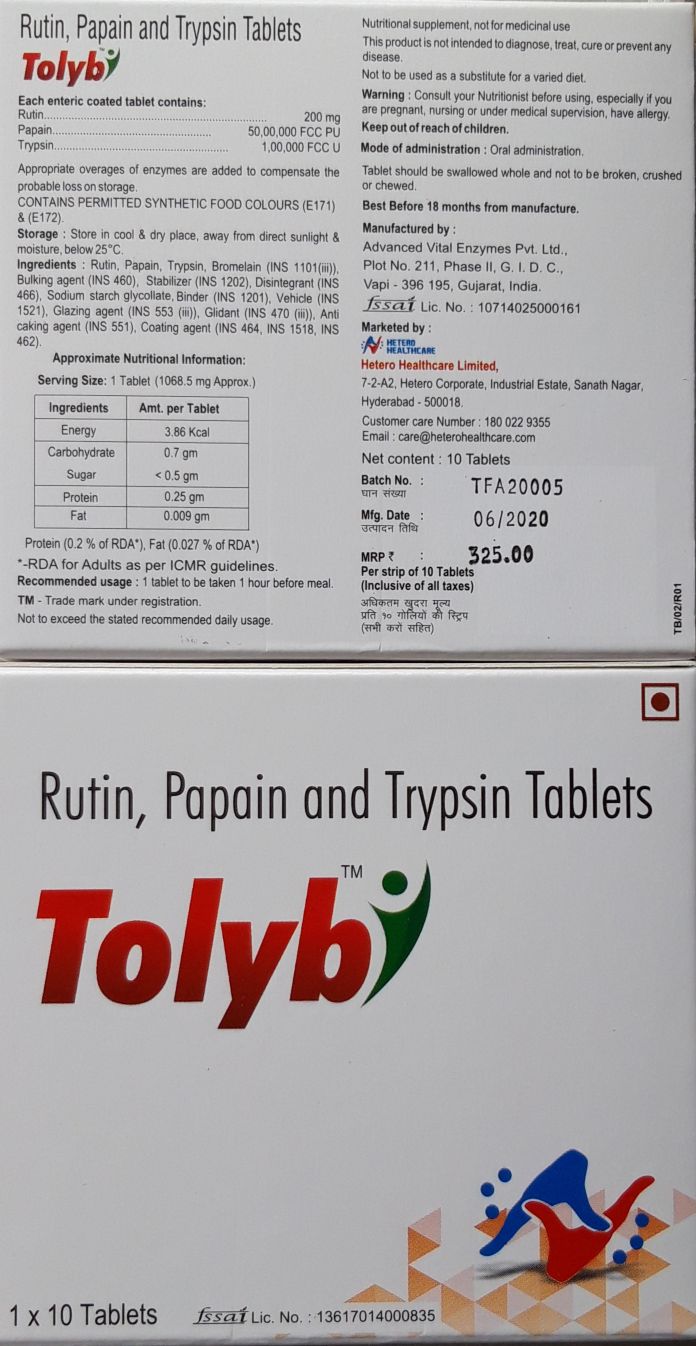 Rutin, Papain and Trypsin Tablets
Tolyb
TM
Each enteric coated tablet contains:
Rutin.................................................................... 200 mg
Papain................................................ 50,00,000 FCC PU
Trypsin.................................................... 1,00,000 FCC U
Appropriate overages of enzymes are added to compensate the
probable loss on storage.
CONTAINS PERMITTED SYNTHETIC FOOD COLOURS (E171)
& (E172).
Storage : Store in cool & dry place, away from direct sunlight &
moisture, below 25°C.
Ingredients : Rutin, Papain, Trypsin, Bromelain (INS 1101(iii)),
Bulking agent (INS 460), Stabilizer (INS 1202), Disintegrant (INS
466), Sodium starch glycollate, Binder (INS 1201), Vehicle (INS
1521), Glazing agent (INS 553 (iii)), Glidant (INS 470 (iii)), Anti
caking agent (INS 551), Coating agent (INS 464, INS 1518, INS
462).
Approximate Nutritional Information:
Serving Size: 1 Tablet (1068.5 mg Approx.)
Ingredients Amt. per Tablet
Energy 3.86 Kcal
Carbohydrate 0.7 gm
Sugar < 0.5 gm
Protein 0.25 gm
Fat 0.009 gm
Protein (0.2 % of RDA*), Fat (0.027 % of RDA*)
*-RDA for Adults as per ICMR guidelines.
Recommended usage : 1 tablet to be taken 1 hour before meal.
TM - Trade mark under registration.
Not to exceed the stated recommended daily usage.
Nutritional supplement, not for medicinal use
This product is not intended to diagnose, treat, cure or prevent any
disease.
Not to be used as a substitute for a varied diet.
Warning : Consult your Nutritionist before using, especially if you
are pregnant, nursing or under medical supervision, have allergy.
Keep out of reach of children.
Mode of administration : Oral administration.
Tablet should be swallowed whole and not to be broken, crushed
or chewed.
Best Before 18 months from manufacture.
Manufactured by :
Advanced Vital Enzymes Pvt. Ltd.,
Plot No. 211, Phase II, G. I. D. C.,
Vapi - 396 195, Gujarat, India.
fssai Lic. No. : 10714025000161
Marketed by :
HETERO
HEALTHCARE
Hetero Healthcare Limited,
7-2-A2, Hetero Corporate, Industrial Estate, Sanath Nagar,
Hyderabad - 500018.
Customer care Number : 180 022 9355
Email : care@heterohealthcare.com
Net content : 10 Tablets
Batch No. : TFA20005
घान संख्या
Mfg. Date : 06/2020
उत्पादन तिथि
MRP ₹ : 325.00
Per strip of 10 Tablets
(Inclusive of all taxes)
अधिकतम खुदरा मूल्य
प्रति १० गोलियों की स्ट्रिप
(सभी करों सहित)
TB/02/R01
Rutin, Papain and Trypsin Tablets
Tolyb
TM
1 x 10 Tablets
fssai Lic. No. : 13617014000835